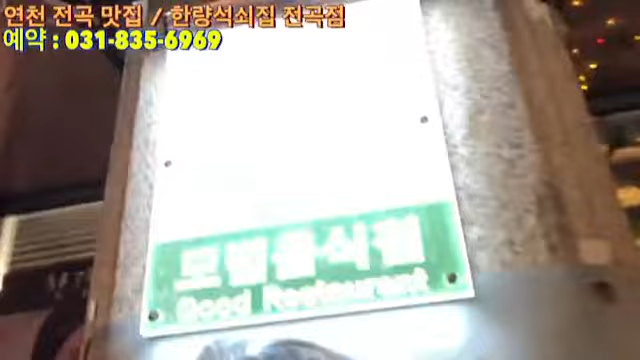 연천 전곡 맛집 / 한량석쇠집 전곡점
예약 : 031-835-6969
모범음식점
Good Restaurant